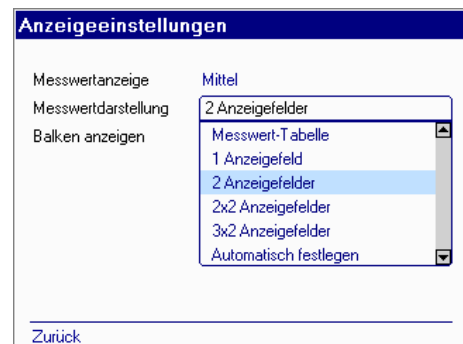 Anzeigeeinstellungen
Messwertanzeige Mittel
Messwertdarstellung 2 Anzeigefelder
Balken anzeigen Messwert-Tabelle
1 Anzeigefeld
2 Anzeigefelder
2x2 Anzeigefelder
3x2 Anzeigefelder
Automatisch festlegen
Zurück